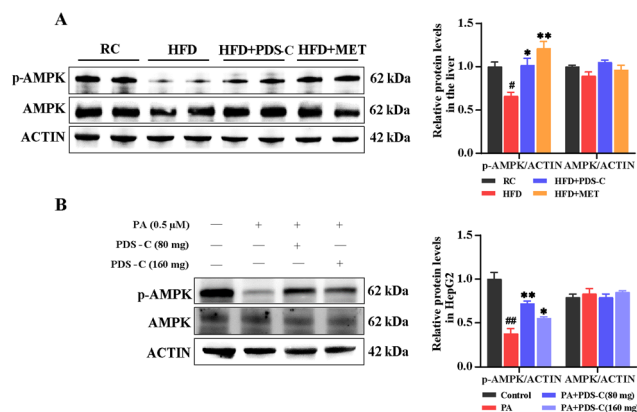 A
RC HFD HFD+PDS-C HFD+MET
p-AMPK 62 kDa
AMPK 62 kDa
ACTIN 42 kDa
Relative protein levels
in the liver
1.5
1.0
0.5
0.0
#
*
**
p-AMPK/ACTIN AMPK/ACTIN
RC HFD+PDS-C
HFD HFD+MET
B
PA (0.5 μM) — + + +
PDS-C (80 mg) — — + —
PDS-C (160 mg) — — — +
p-AMPK 62 kDa
AMPK 62 kDa
ACTIN 42 kDa
Relative protein levels
in HepG2
1.5
1.0
0.5
0.0
##
**
*
p-AMPK/ACTIN AMPK/ACTIN
Control PA+PDS-C(80 mg)
PA PA+PDS-C(160 mg)